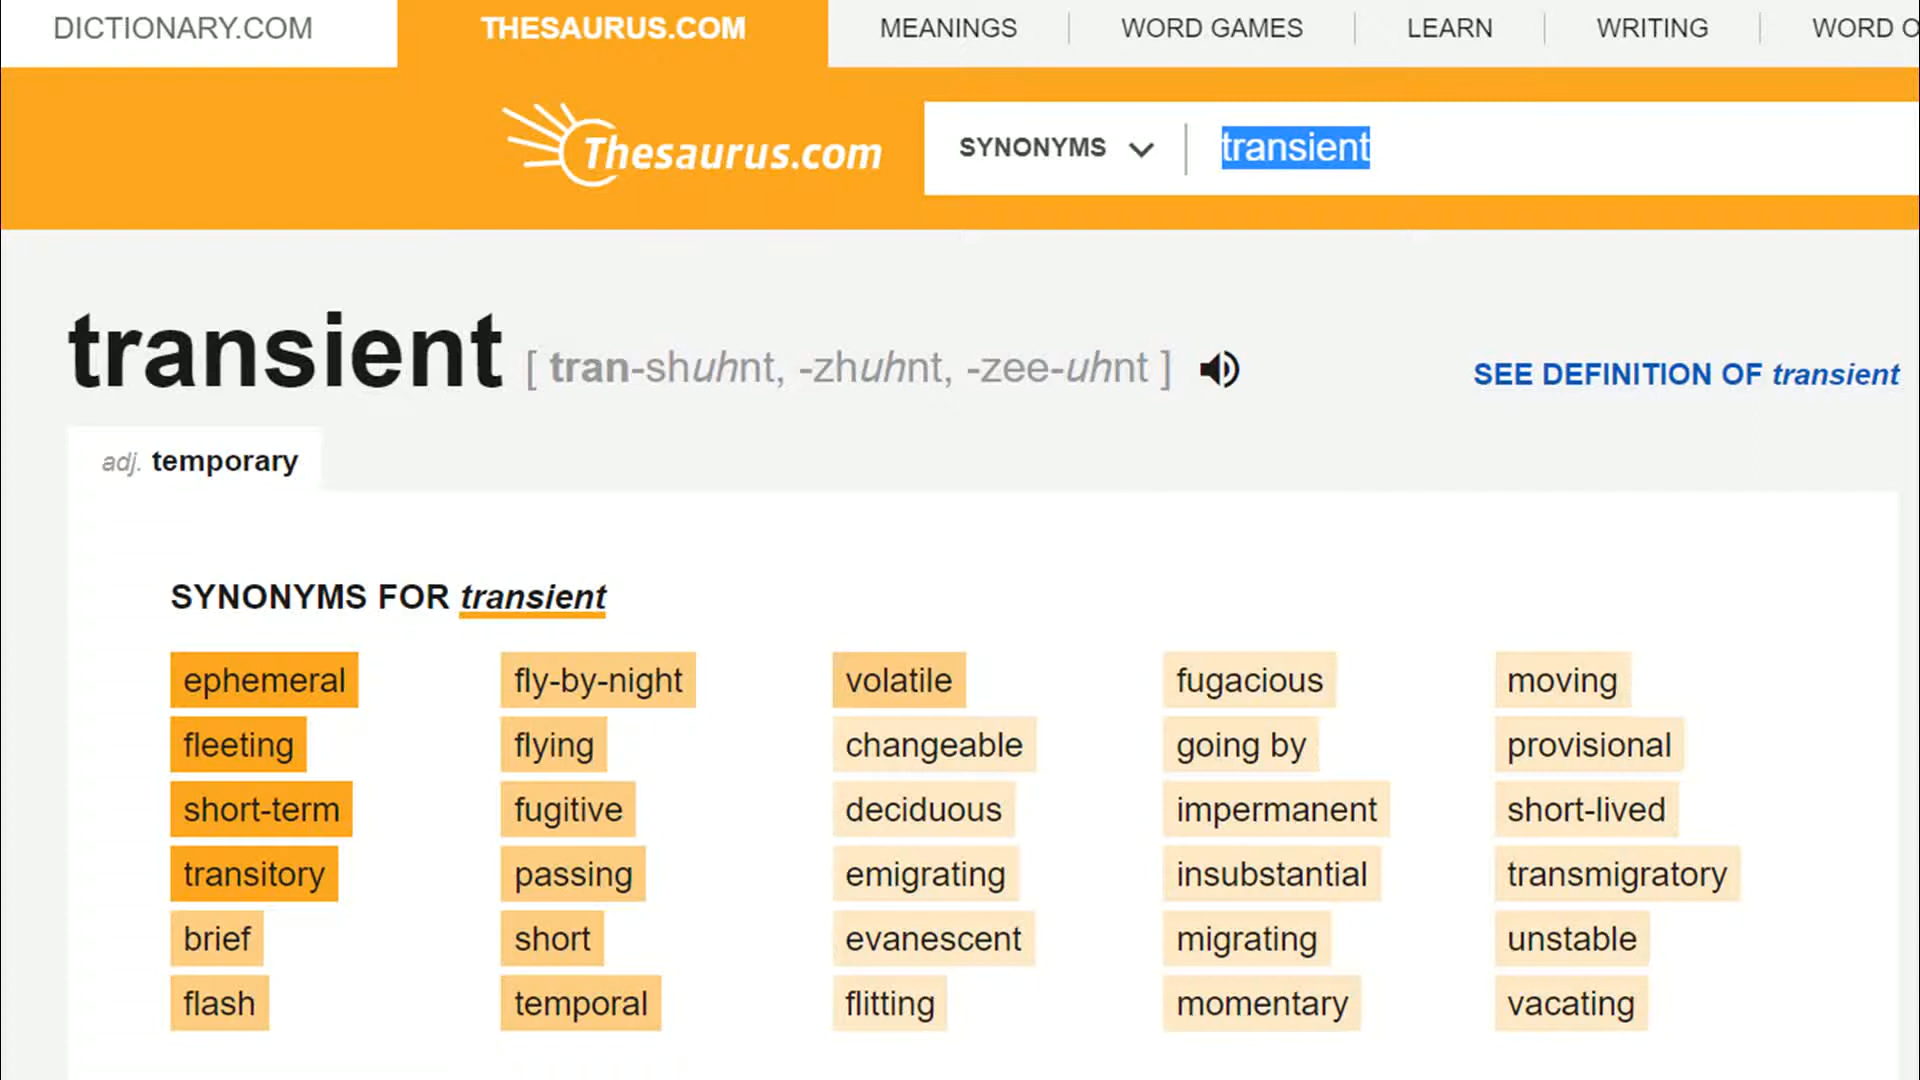 DICTIONARY.COM THESAURUS.COM MEANINGS WORD GAMES LEARN WRITING WORD O
Thesaurus.com SYNONYMS transient
transient [ tran-shuhnt, -zhuhnt, -zee-uhnt ] SEE DEFINITION OF transient
adj. temporary
SYNONYMS FOR transient
ephemeral fly-by-night volatile fugacious moving
fleeting flying changeable going by provisional
short-term fugitive deciduous impermanent short-lived
transitory passing emigrating insubstantial transmigratory
brief short evanescent migrating unstable
flash temporal flitting momentary vacating